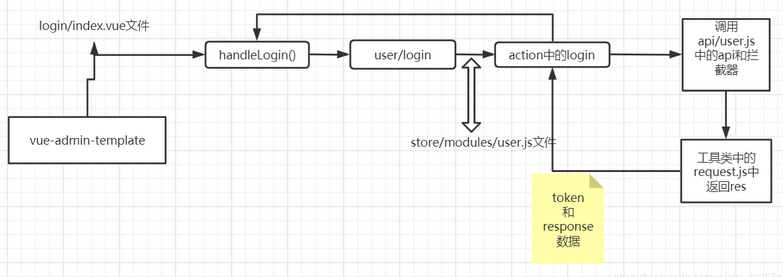 login/index.vue文件
handleLogin()
user/login
action中的login
调用
api/user.js
中的api和拦
截器
vue-admin-template
store/modules/user.js文件
工具类中的
request.js中
返回res
token
和
response
数据